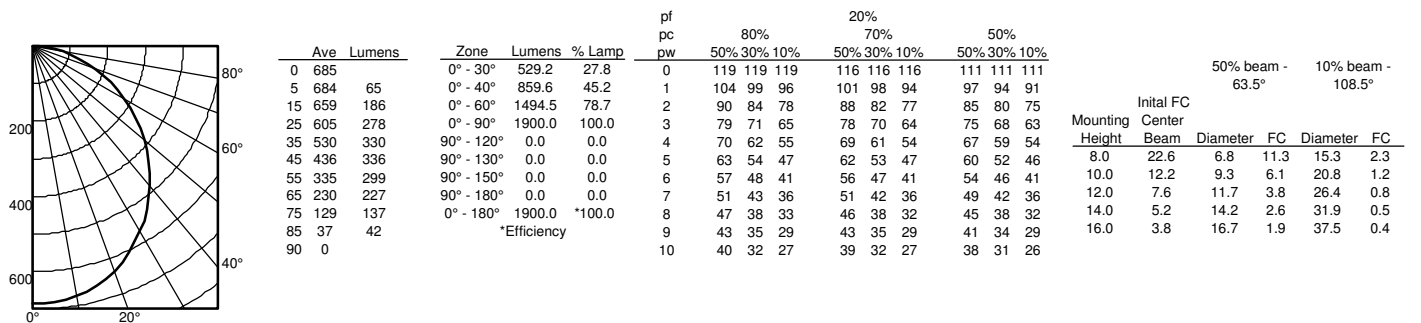 200
400
600
0°
20°
40°
60°
80°
Ave Lumens
0 685
5 684 65
15 659 186
25 605 278
35 530 330
45 436 336
55 335 299
65 230 227
75 129 137
85 37 42
90 0
Zone Lumens % Lamp
0° - 30° 529.2 27.8
0° - 40° 859.6 45.2
0° - 60° 1494.5 78.7
0° - 90° 1900.0 100.0
90° - 120° 0.0 0.0
90° - 130° 0.0 0.0
90° - 150° 0.0 0.0
90° - 180° 0.0 0.0
0° - 180° 1900.0 *100.0
*Efficiency
pf 20%
pc 80% 70% 50%
pw 50% 30% 10% 50% 30% 10% 50% 30% 10%
0 119 119 119 116 116 116 111 111 111
1 104 99 96 101 98 94 97 94 91
2 90 84 78 88 82 77 85 80 75
3 79 71 65 78 70 64 75 68 63
4 70 62 55 69 61 54 67 59 54
5 63 54 47 62 53 47 60 52 46
6 57 48 41 56 47 41 54 46 41
7 51 43 36 51 42 36 49 42 36
8 47 38 33 46 38 32 45 38 32
9 43 35 29 43 35 29 41 34 29
10 40 32 27 39 32 27 38 31 26
50% beam - 10% beam -
63.5° 108.5°
Inital FC
Mounting Center
Height Beam Diameter FC Diameter FC
8.0 22.6 6.8 11.3 15.3 2.3
10.0 12.2 9.3 6.1 20.8 1.2
12.0 7.6 11.7 3.8 26.4 0.8
14.0 5.2 14.2 2.6 31.9 0.5
16.0 3.8 16.7 1.9 37.5 0.4